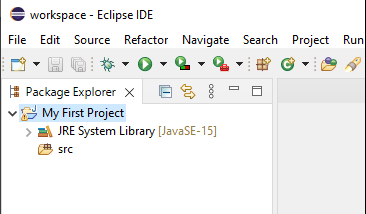 workspace - Eclipse IDE
File Edit Source Refactor Navigate Search Project Run
Package Explorer
My First Project
JRE System Library [JavaSE-15]
src